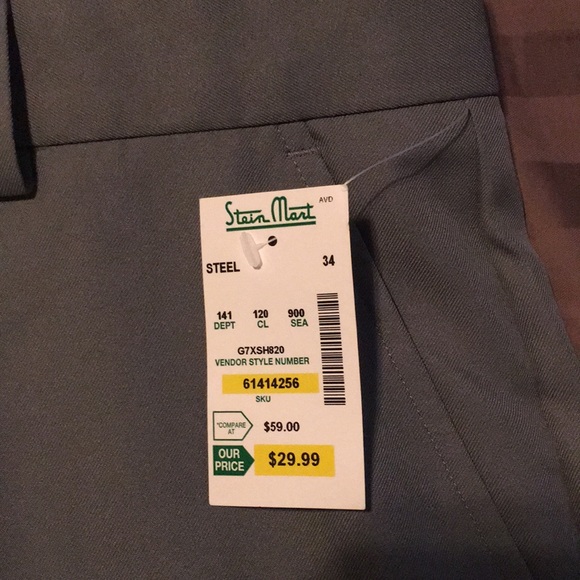 Stein Mart AVD
STEEL 34
141 120 900
DEPT CL SEA
G7XSH820
VENDOR STYLE NUMBER
61414256
SKU
*COMPARE AT $59.00
OUR PRICE $29.99